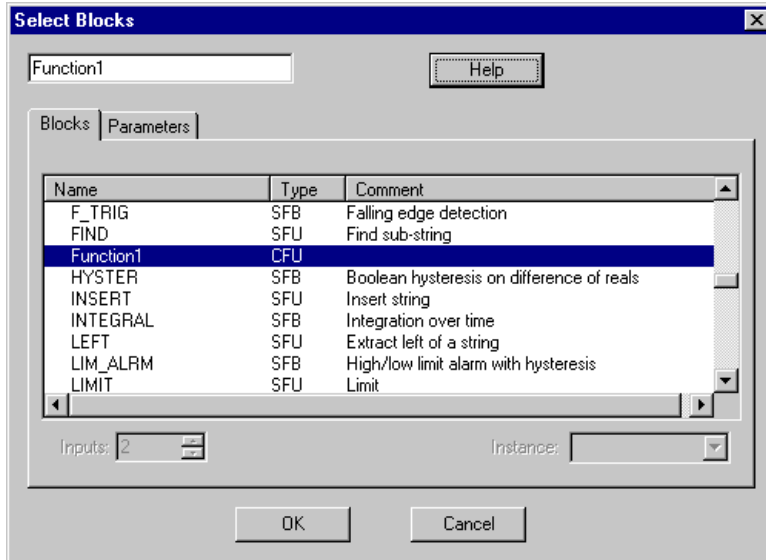 Select Blocks
Function1
Help
Blocks Parameters
Name Type Comment
F_TRIG SFB Falling edge detection
FIND SFU Find sub-string
Function1 CFU
HYSTER SFB Boolean hysteresis on difference of reals
INSERT SFU Insert string
INTEGRAL SFB Integration over time
LEFT SFU Extract left of a string
LIM_ALRM SFB High/low limit alarm with hysteresis
LIMIT SFU Limit
Inputs: 2 Instance:
OK Cancel